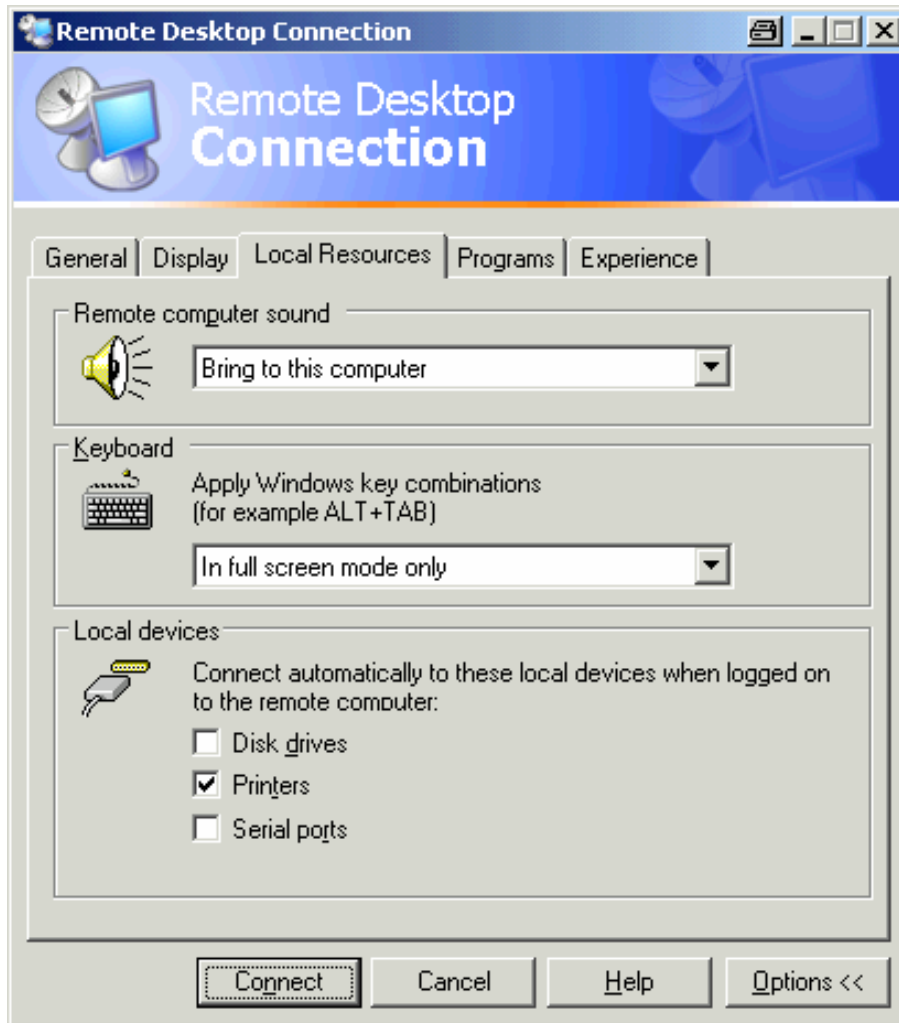 Remote Desktop Connection
Remote Desktop
Connection
General Display Local Resources Programs Experience
Remote computer sound
Bring to this computer
Keyboard
Apply Windows key combinations
(for example ALT+TAB)
In full screen mode only
Local devices
Connect automatically to these local devices when logged on
to the remote computer:
Disk drives
Printers
Serial ports
Connect Cancel Help Options <<